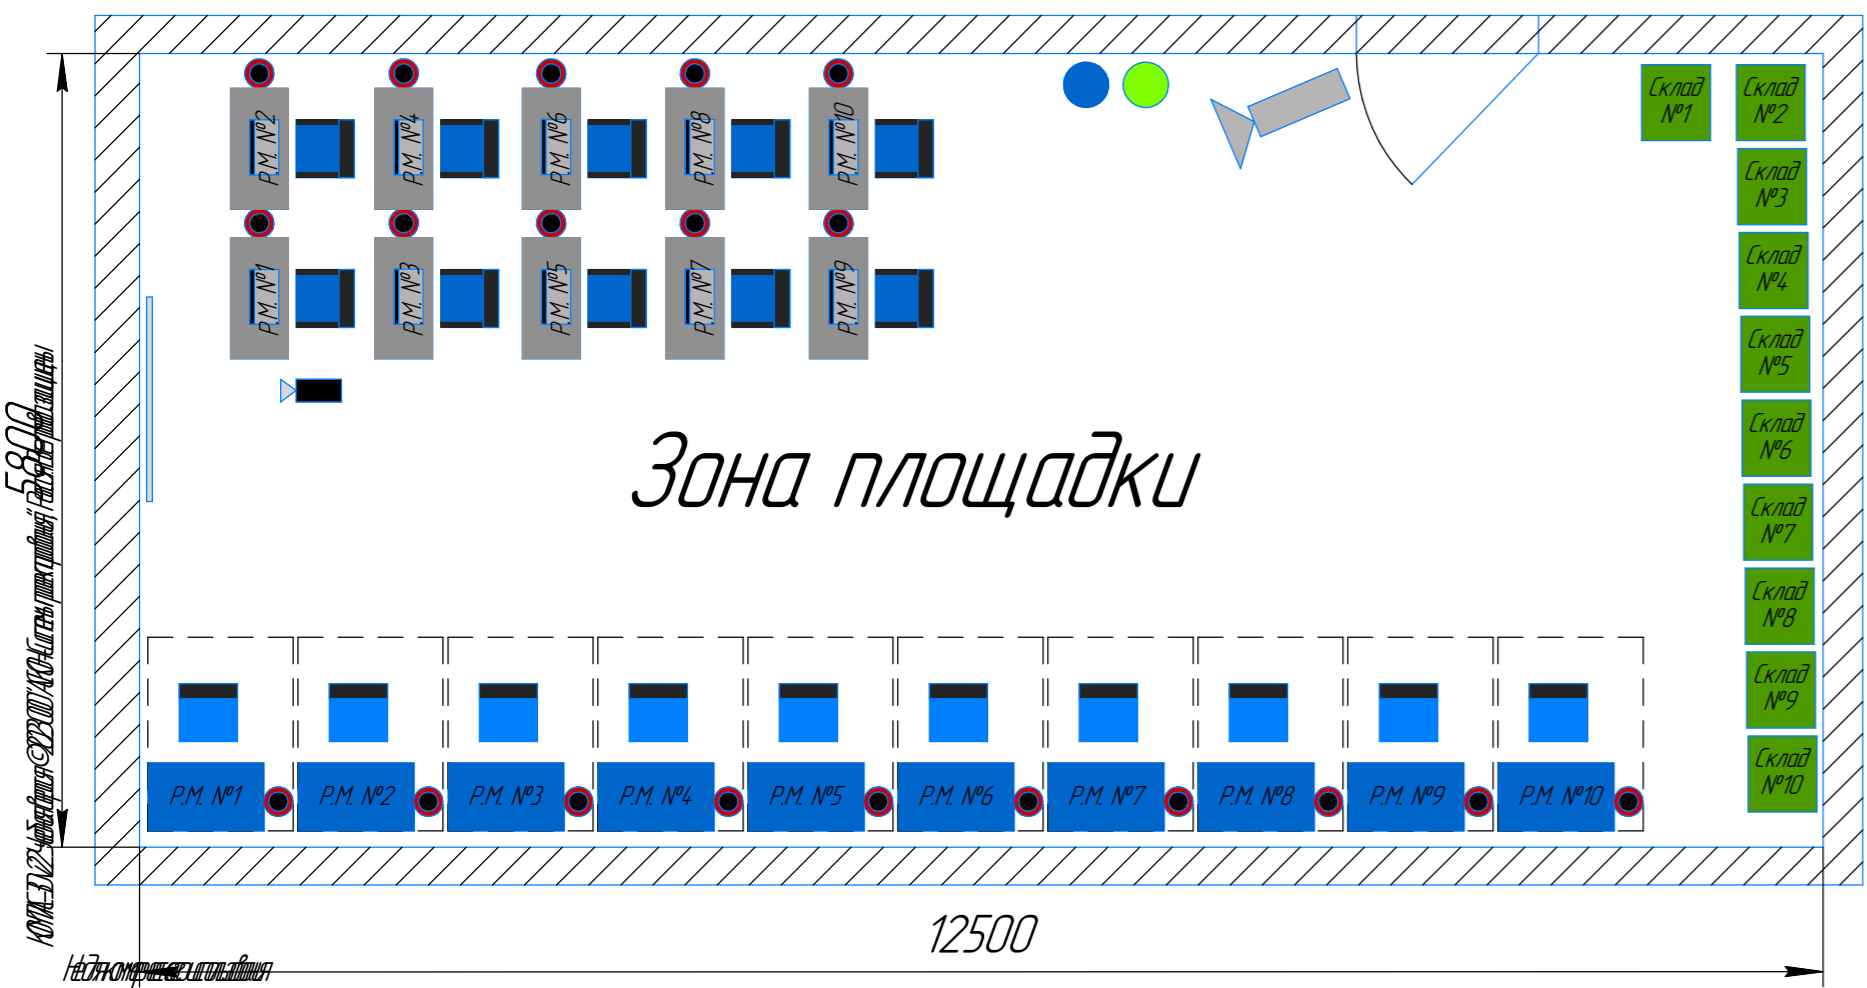 Р.М. №2
Р.М. №4
Р.М. №6
Р.М. №8
Р.М. №10
Р.М. №1
Р.М. №3
Р.М. №5
Р.М. №7
Р.М. №9
Склад
№1
Склад
№2
Склад
№3
Склад
№4
Склад
№5
Склад
№6
Склад
№7
Склад
№8
Склад
№9
Склад
№10
Зона площадки
5800
Р.М. №1
Р.М. №2
Р.М. №3
Р.М. №4
Р.М. №5
Р.М. №6
Р.М. №7
Р.М. №8
Р.М. №9
Р.М. №10
12500